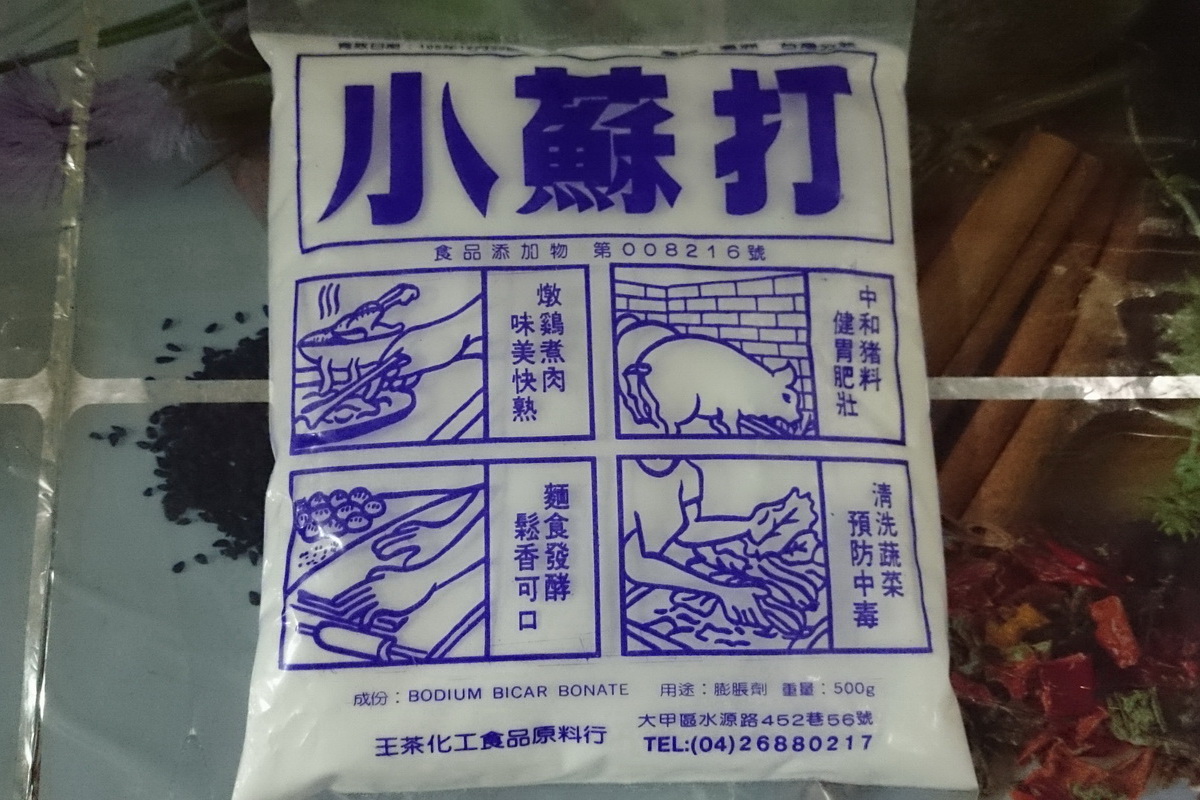 小蘇打
食品添加物 第008216號
燉鷄煮肉
味美快熟
中和猪料
健胃肥壯
麵食發酵
鬆香可口
清洗蔬菜
預防中毒
成份：BODIUM BICAR BONATE 用途：膨脹劑 重量：500g
王茶化工食品原料行
大甲區水源路452巷56號
TEL:(04)26880217